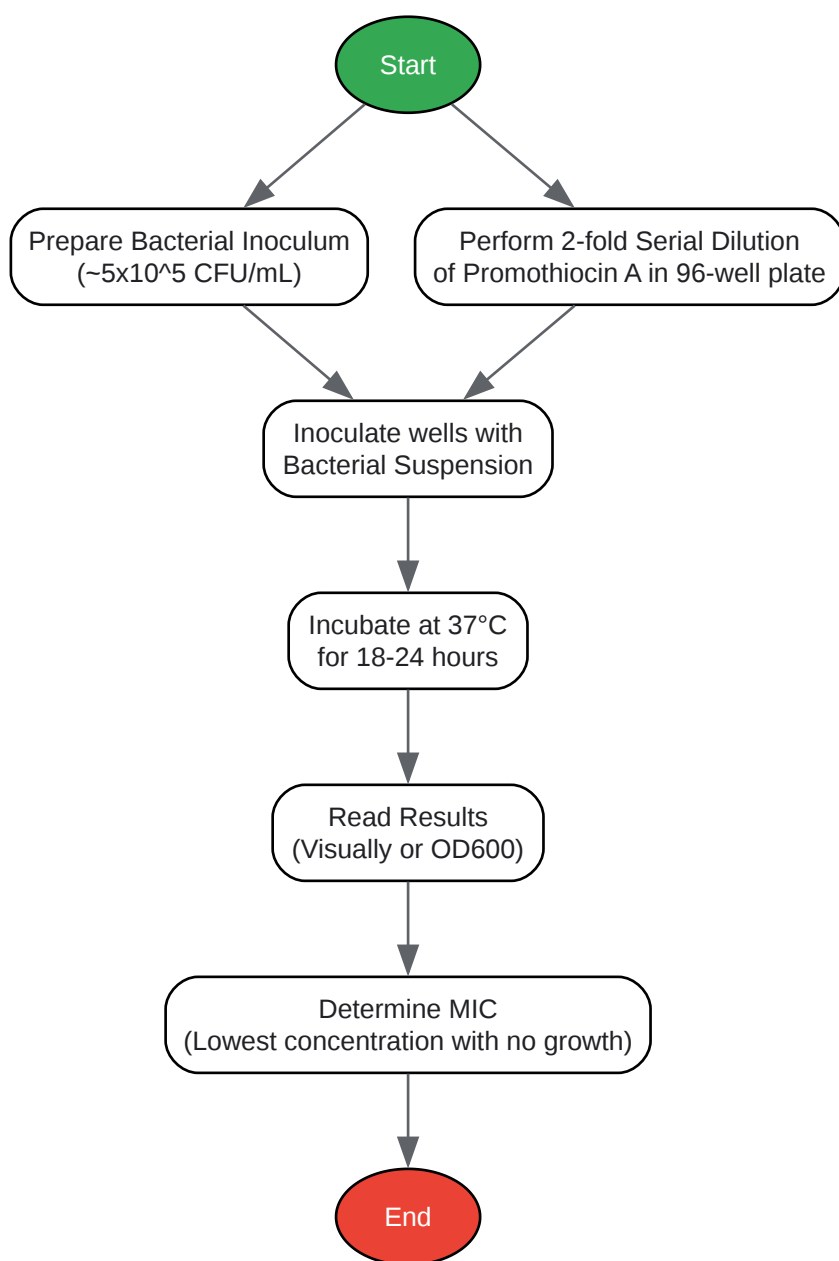 Start
Prepare Bacterial Inoculum
(~5x10^5 CFU/mL)
Perform 2-fold Serial Dilution
of Promothiocin A in 96-well plate
Inoculate wells with
Bacterial Suspension
Incubate at 37°C
for 18-24 hours
Read Results
(Visually or OD600)
Determine MIC
(Lowest concentration with no growth)
End